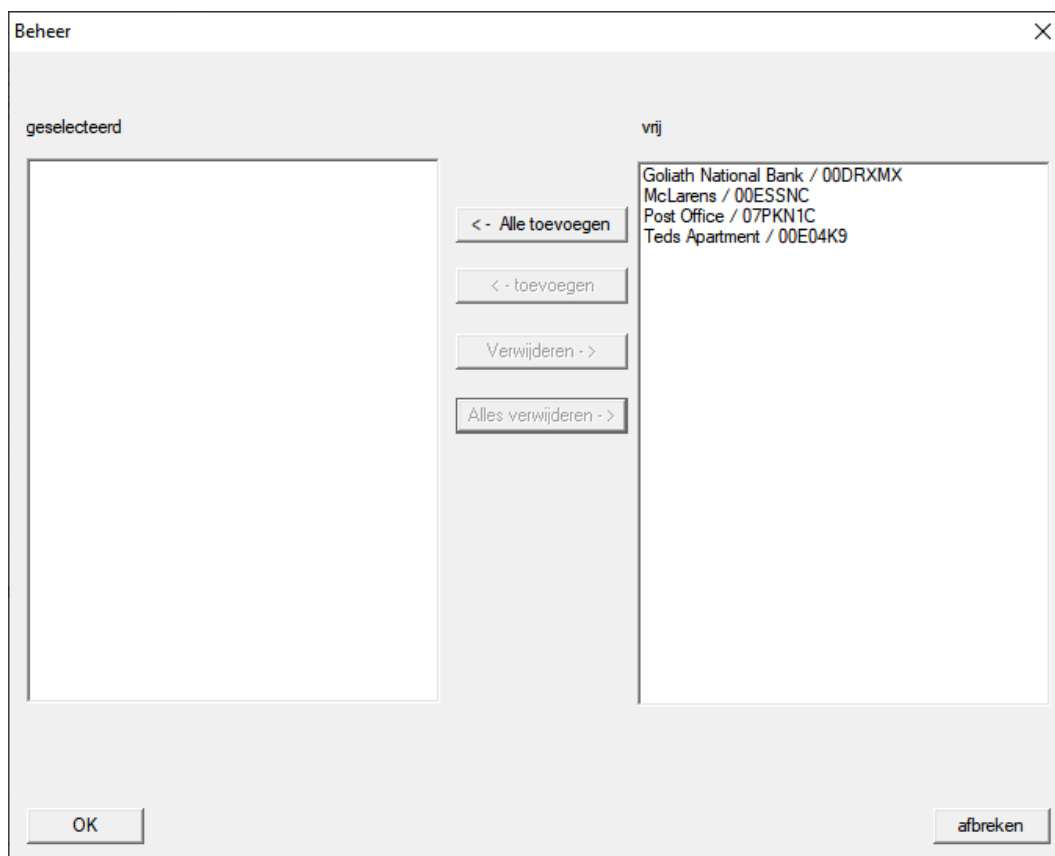 Beheer
geselecteerd
vrij
Goliath National Bank / 00DRXMX
McLarens / 00ESSNC
Post Office / 07PKN1C
Teds Apartment / 00E04K9
< - Alle toevoegen
< - toevoegen
Verwijderen - >
Alles verwijderen - >
OK
afbreken